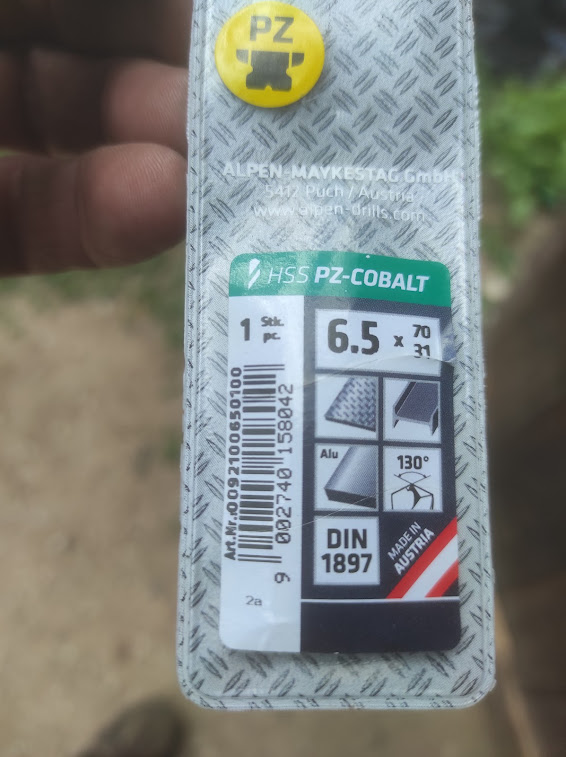 PZ
ALPEN-MAYKESTAG GmbH
5412 Puch / Austria
www.alpen-drills.com
HSS PZ-COBALT
1 Stk.
pc.
6.5 x 70
31
Alu
130°
DIN
1897
MADE IN
AUSTRIA
Art.Nr.:0092100650100
9 002740 158042
2a